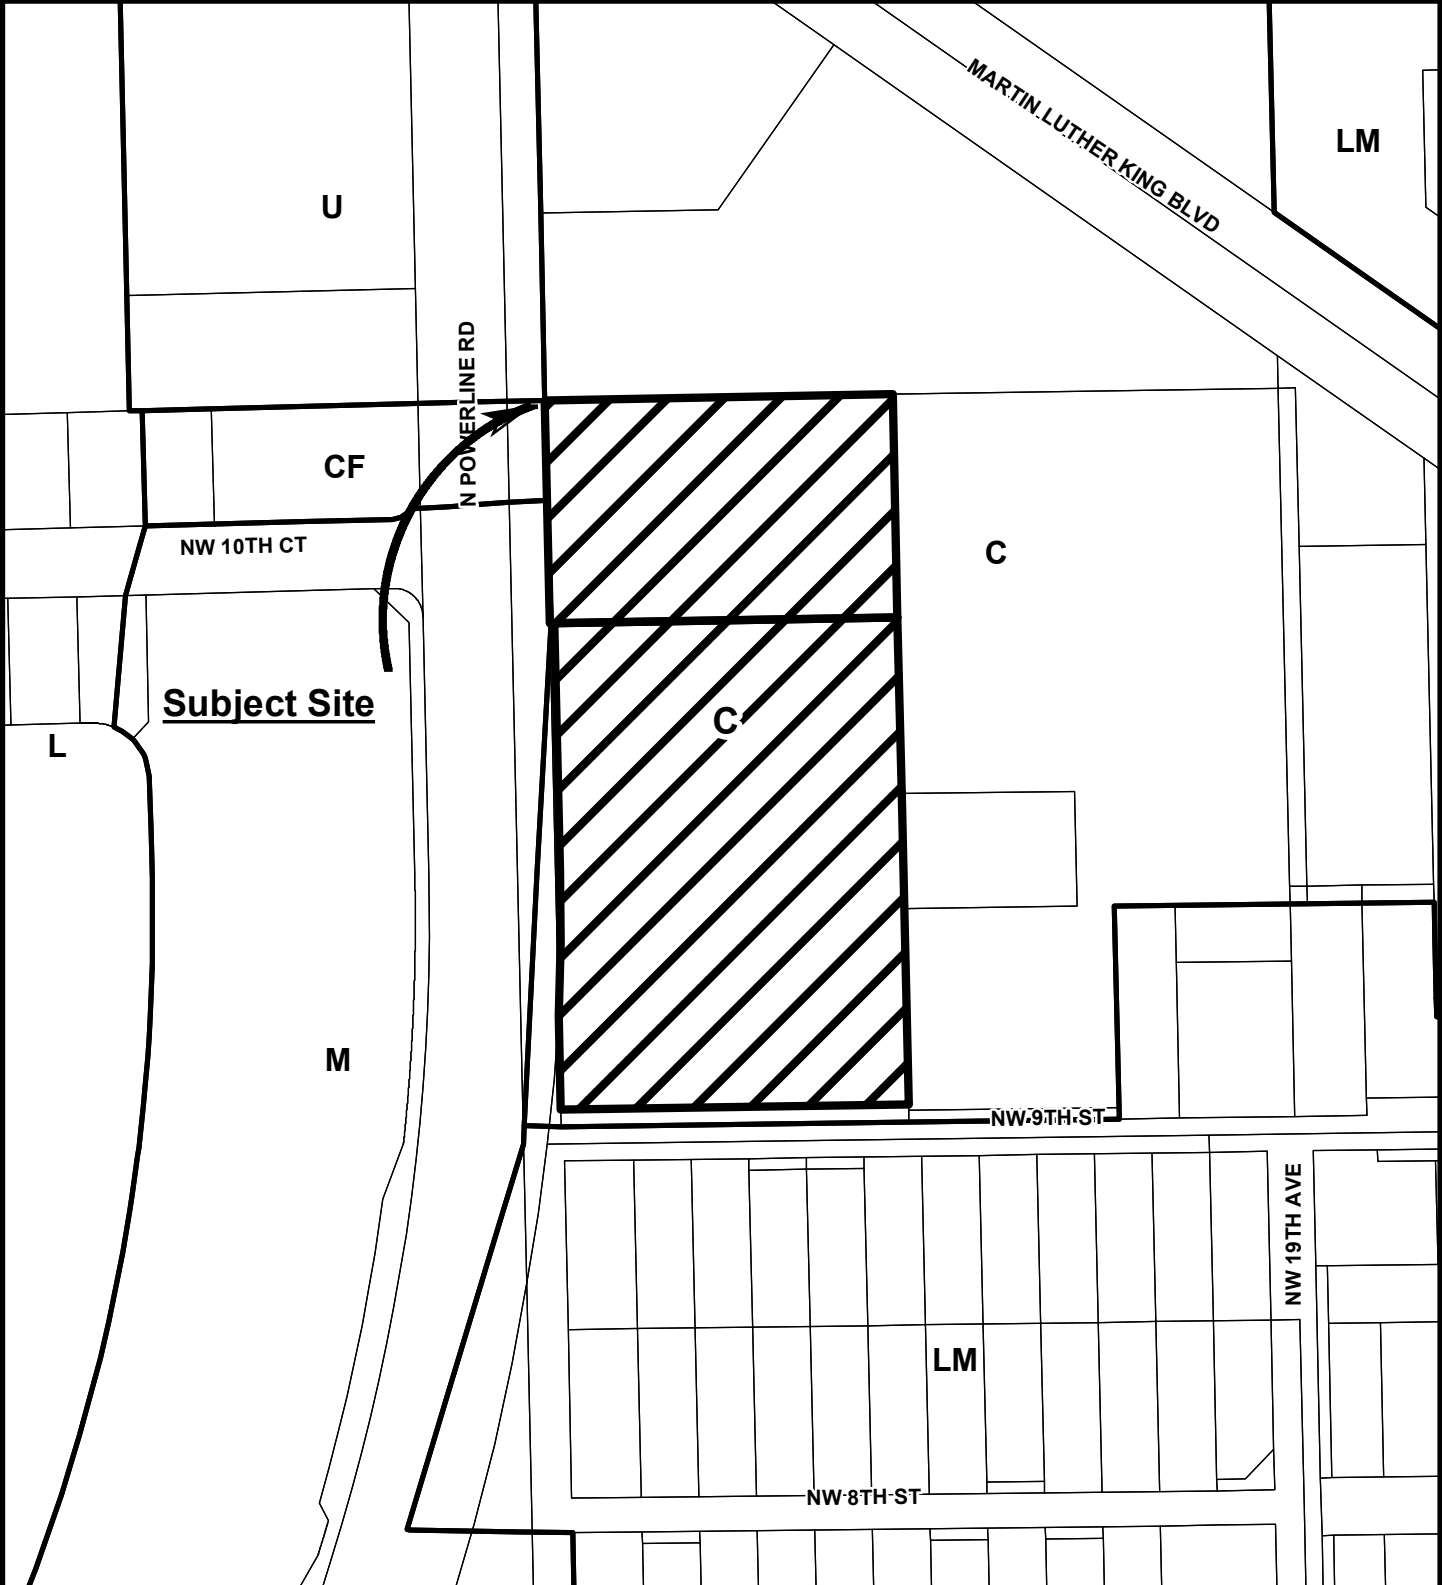 MARTIN LUTHER KING BLVD
LM
U
N POWERLINE RD
CF
NW 10TH CT
C
Subject Site
C
L
M
NW 9TH ST
NW 19TH AVE
LM
NW 8TH ST